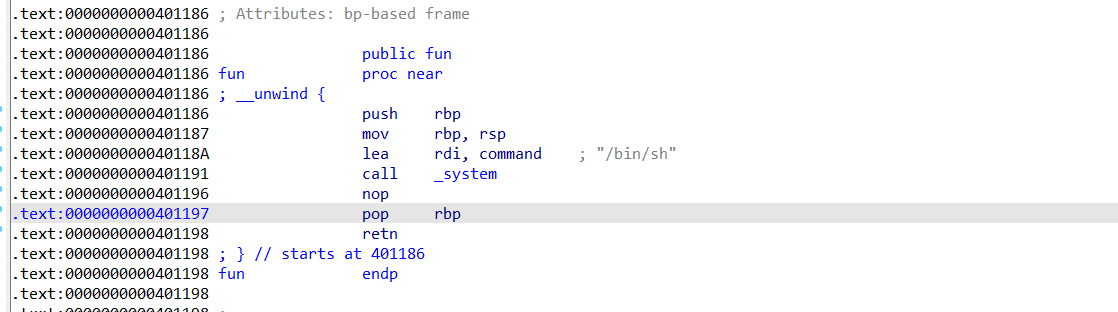 .text:0000000000401186 ; Attributes: bp-based frame
.text:0000000000401186
.text:0000000000401186 public fun
.text:0000000000401186 fun proc near
.text:0000000000401186 ; __unwind {
.text:0000000000401186 push rbp
.text:0000000000401187 mov rbp, rsp
.text:000000000040118A lea rdi, command ; "/bin/sh"
.text:0000000000401191 call _system
.text:0000000000401196 nop
.text:0000000000401197 pop rbp
.text:0000000000401198 retn
.text:0000000000401198 ; } // starts at 401186
.text:0000000000401198 fun endp
.text:0000000000401198